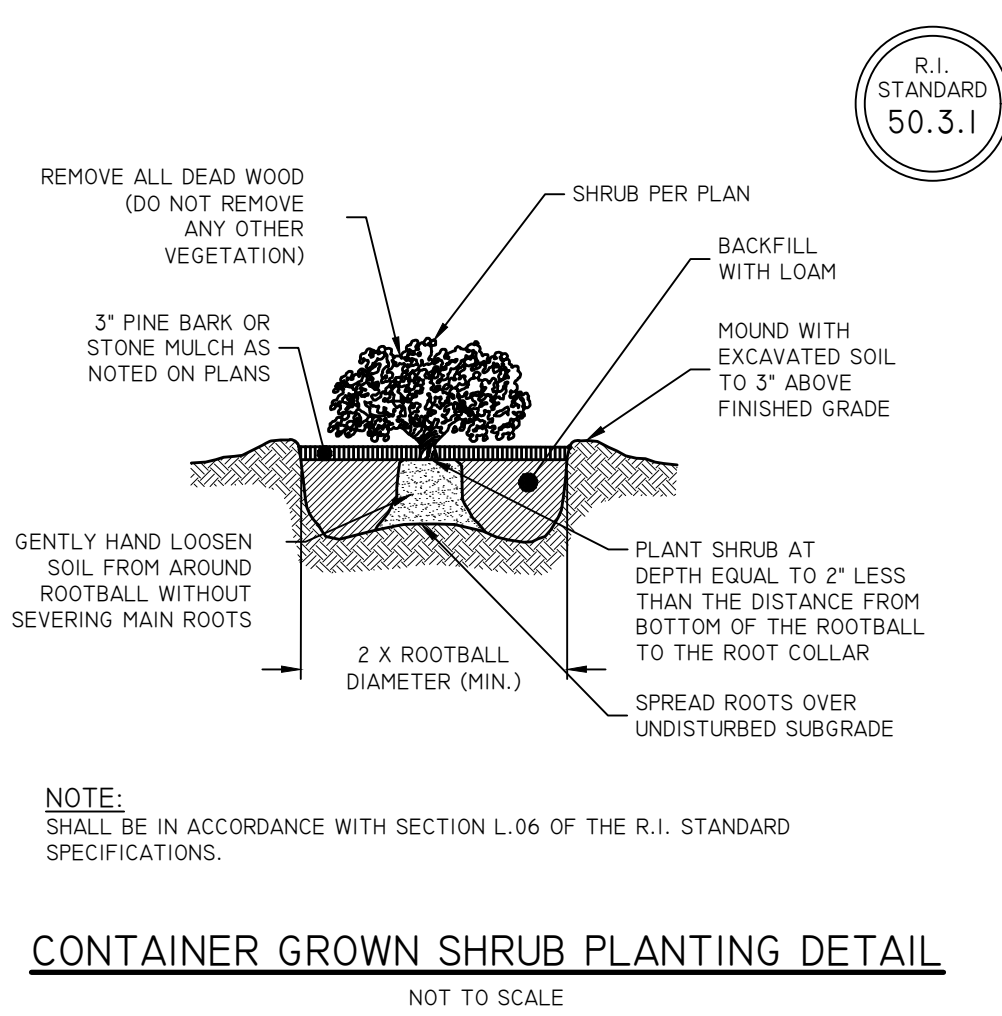 R.I.
STANDARD
50.3.1
REMOVE ALL DEAD WOOD
(DO NOT REMOVE
ANY OTHER
VEGETATION)
SHRUB PER PLAN
BACKFILL
WITH LOAM
3" PINE BARK OR
STONE MULCH AS
NOTED ON PLANS
MOUND WITH
EXCAVATED SOIL
TO 3" ABOVE
FINISHED GRADE
GENTLY HAND LOOSEN
SOIL FROM AROUND
ROOTBALL WITHOUT
SEVERING MAIN ROOTS
PLANT SHRUB AT
DEPTH EQUAL TO 2" LESS
THAN THE DISTANCE FROM
BOTTOM OF THE ROOTBALL
TO THE ROOT COLLAR
2 X ROOTBALL
DIAMETER (MIN.)
SPREAD ROOTS OVER
UNDISTURBED SUBGRADE
NOTE:
SHALL BE IN ACCORDANCE WITH SECTION L.06 OF THE R.I. STANDARD
SPECIFICATIONS.
CONTAINER GROWN SHRUB PLANTING DETAIL
NOT TO SCALE